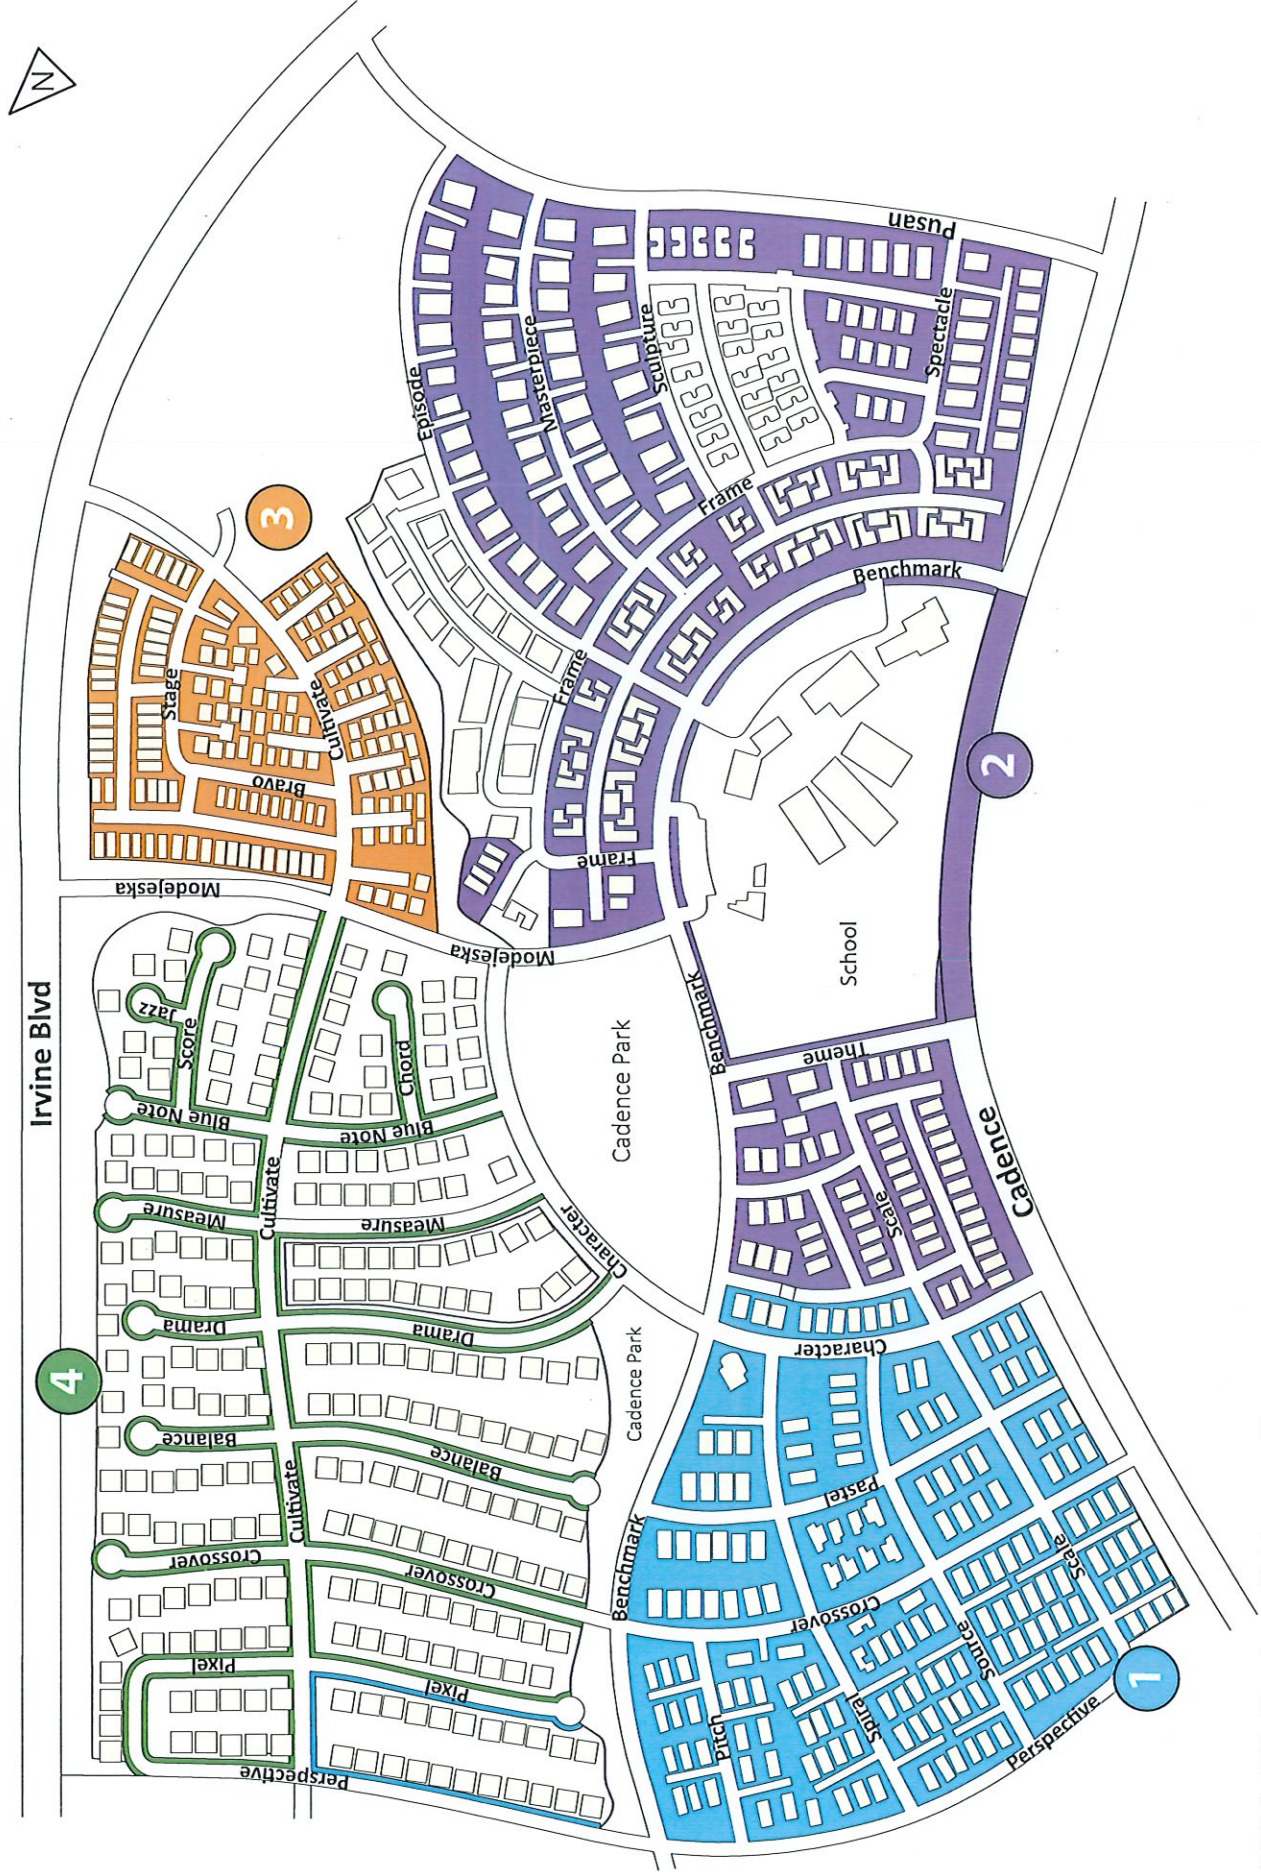 N
Irvine Blvd
3
Episode
Masterpiece
Sculpture
Pusan
Spectacle
Frame
Benchmark
Stage
Cultivate
Bravo
Frame
Frame
Modejeska
Modejeska
2
School
Benchmark
Theme
Cadence Park
Jazz
Score
Chord
Blue Note
Blue Note
Cultivate
Measure
Measure
Character
Scale
Cadence
Drama
Drama
Cadence Park
Character
4
Balance
Balance
Cultivate
Pastel
Benchmark
Crossover
Crossover
Crossover
Scale
Source
Pixel
Pixel
Pitch
Spiral
Perspective
Perspective
1